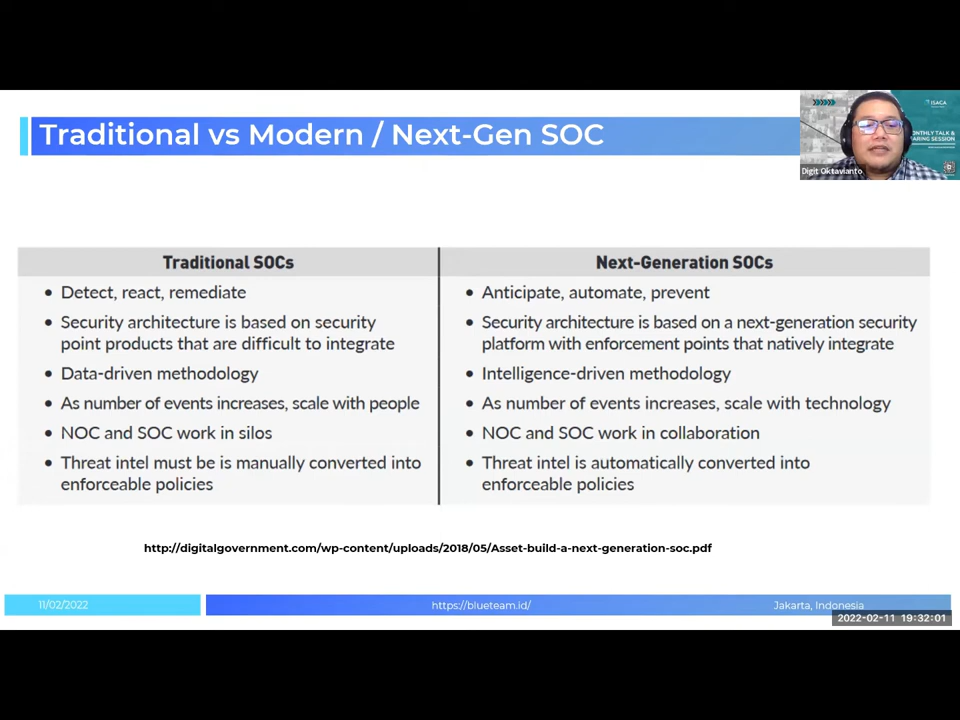 Traditional vs Modern / Next-Gen SOC
ISACA
MONTHLY TALK &
SHARING SESSION
Digit Oktavianto
Traditional SOCs
Next-Generation SOCs
• Detect, react, remediate
• Anticipate, automate, prevent
• Security architecture is based on security
point products that are difficult to integrate
• Security architecture is based on a next-generation security
platform with enforcement points that natively integrate
• Data-driven methodology
• Intelligence-driven methodology
• As number of events increases, scale with people
• As number of events increases, scale with technology
• NOC and SOC work in silos
• NOC and SOC work in collaboration
• Threat intel must be is manually converted into
enforceable policies
• Threat intel is automatically converted into
enforceable policies
http://digitalgovernment.com/wp-content/uploads/2018/05/Asset-build-a-next-generation-soc.pdf
11/02/2022
https://blueteam.id/
Jakarta, Indonesia
2022-02-11 19:32:01